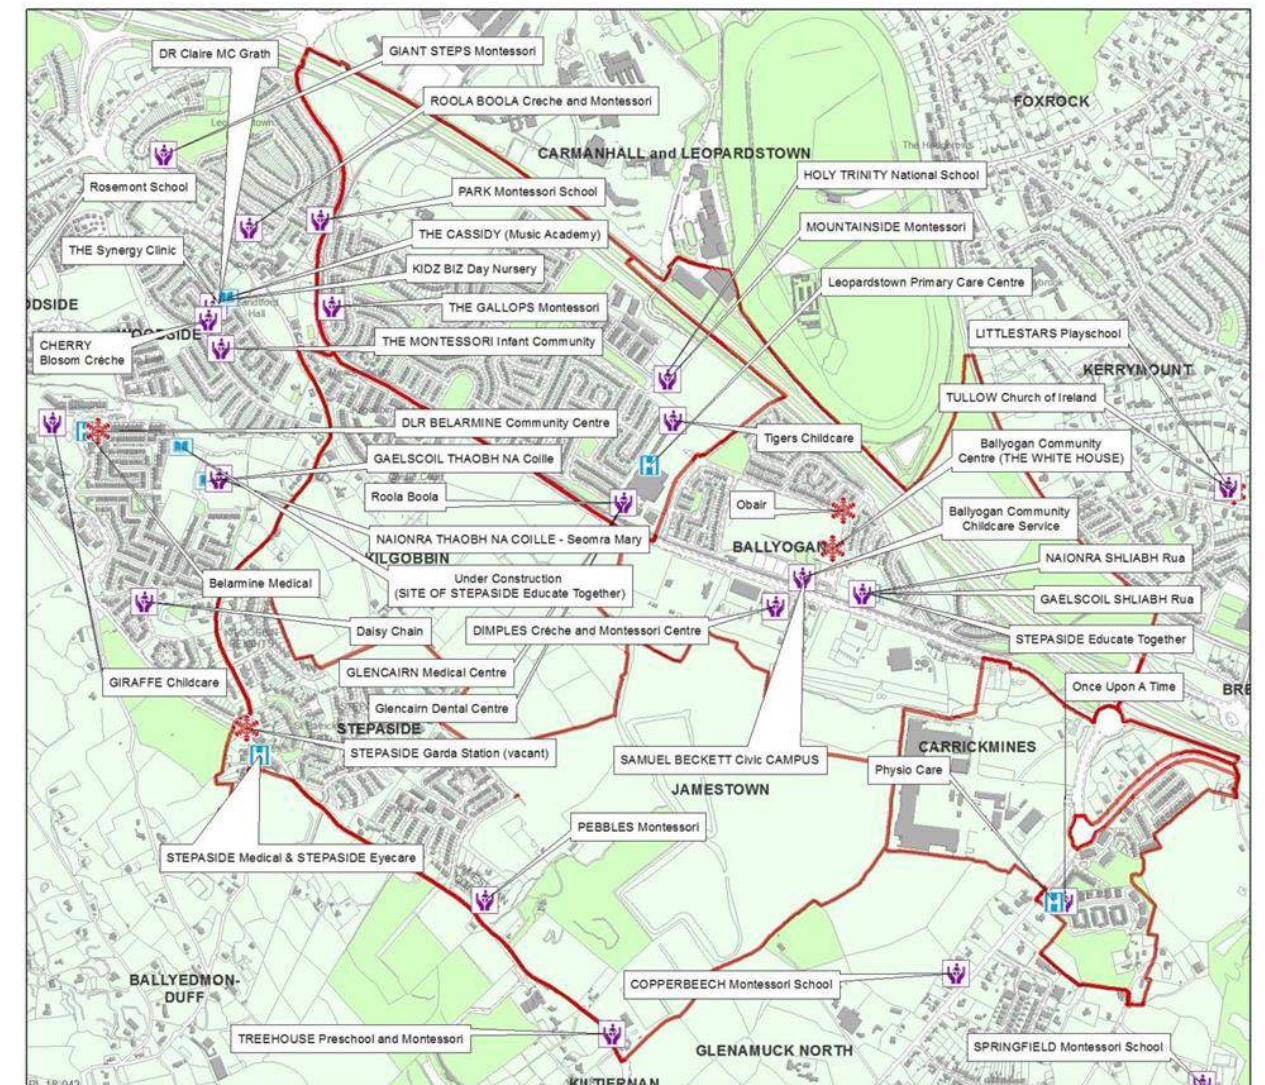 DR Claire MC Grath
GIANT STEPS Montessori
ROOLA BOOLA Creche and Montessori
FOXROCK
CARMANHALL and LEOPARDSTOWN
HOLY TRINITY National School
Rosemont School
PARK Montessori School
MOUNTAINSIDE Montessori
THE CASSIDY (Music Academy)
THE Synergy Clinic
KIDZ BIZ Day Nursery
Leopardstown Primary Care Centre
THE GALLOPS Montessori
Hall
ODSIDE
WOODSIDE
LITTLESTARS Playschool
CHERRY
Blosom Crèche
THE MONTESSORI Infant Community
KERRYMOUNT
TULLOW Church of Ireland
DLR BELARMINE Community Centre
Tigers Childcare
Ballyogan Community
Centre (THE WHITE HOUSE)
GAELSCOIL THAOBH NA Coille
Roola Boola
Obair
Ballyogan Community
Childcare Service
NAIONRA THAOBH NA COILLE - Seomra Mary
BALLYOGAN
KILGOBBIN
NAIONRA SHLIABH Rua
Belarmine Medical
Under Construction
(SITE OF STEPASIDE Educate Together)
GAELSCOIL SHLIABH Rua
Daisy Chain
DIMPLES Crèche and Montessori Centre
STEPASIDE Educate Together
GIRAFFE Childcare
GLENCAIRN Medical Centre
Once Upon A Time
BRE
Glencairn Dental Centre
STEPASIDE
STEPASIDE Garda Station (vacant)
SAMUEL BECKETT Civic CAMPUS
CARRICKMINES
Physio Care
JAMESTOWN
PEBBLES Montessori
STEPASIDE Medical & STEPASIDE Eyecare
BALLYEDMON-
DUFF
COPPERBEECH Montessori School
TREEHOUSE Preschool and Montessori
GLENAMUCK NORTH
SPRINGFIELD Montessori School
KILTIERNAN